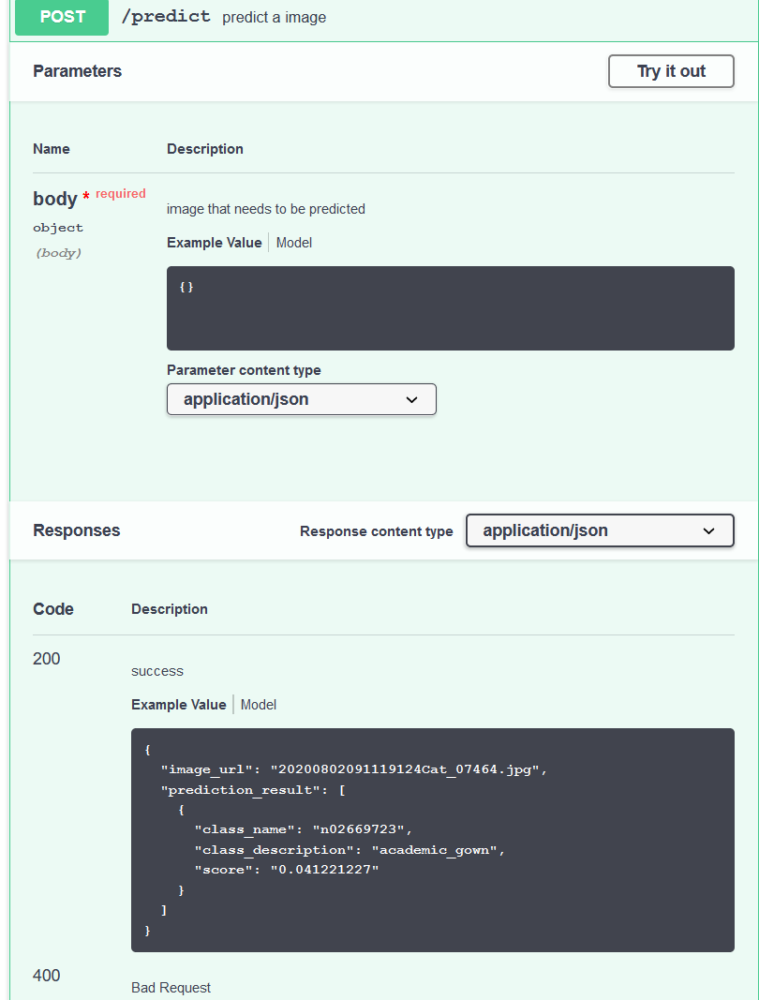 POST /predict predict a image
Parameters Try it out
Name Description
body * required
object
(body)
image that needs to be predicted
Example Value Model
{}
Parameter content type
application/json
Responses Response content type application/json
Code Description
200
success
Example Value Model
{
  "image_url": "20200802091119124Cat_07464.jpg",
  "prediction_result": [
    {
      "class_name": "n02669723",
      "class_description": "academic_gown",
      "score": "0.041221227"
    }
  ]
}
400
Bad Request